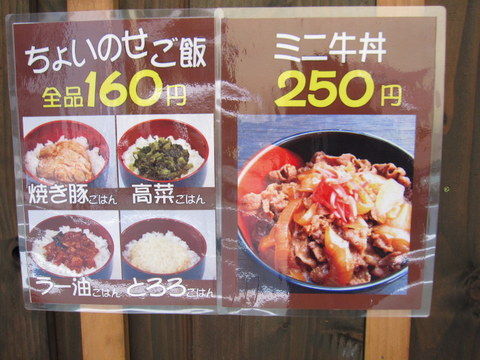 ちょいのせご飯
全品160円
焼き豚ごはん
高菜ごはん
ラー油ごはん
とろろごはん
ミニ牛丼
250円